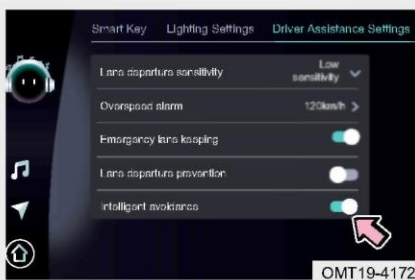 Smart Key Lighting Settings Driver Assistance Settings
Lane departure sensitivity Low sensitivity
Overspeed alarm 120km/h >
Emergency lane keeping
Lane departure prevention
Intelligent avoidance
OMT19-4172